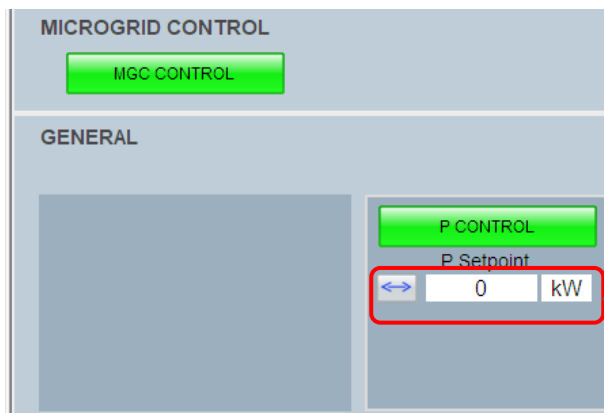 MICROGRID CONTROL
MGC CONTROL
GENERAL
P CONTROL
P Setpoint
0 kW